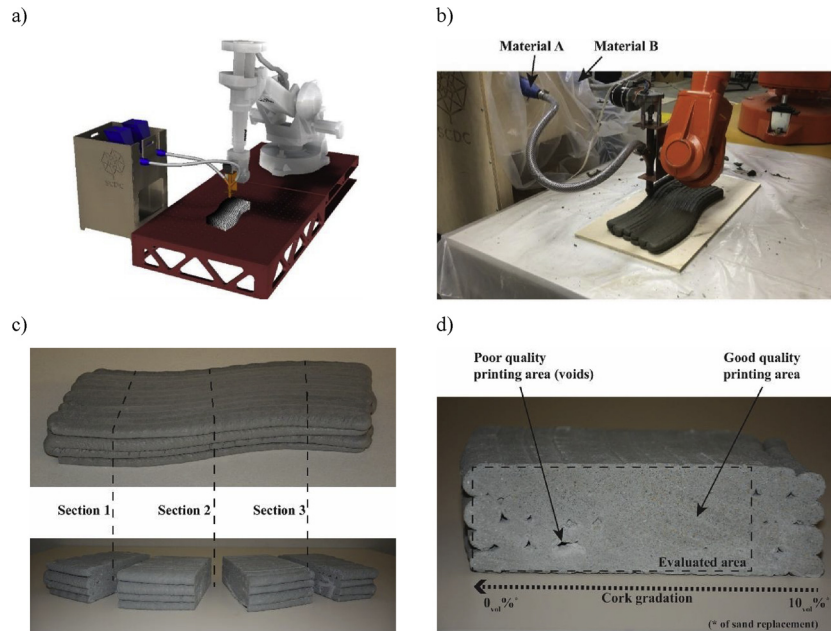 a)
b)
Material A
Material B
c)
d)
Poor quality
printing area (voids)
Good quality
printing area
Section 1
Section 2
Section 3
Evaluated area
Cork gradation
0vol%*
10vol%*
(* of sand replacement)